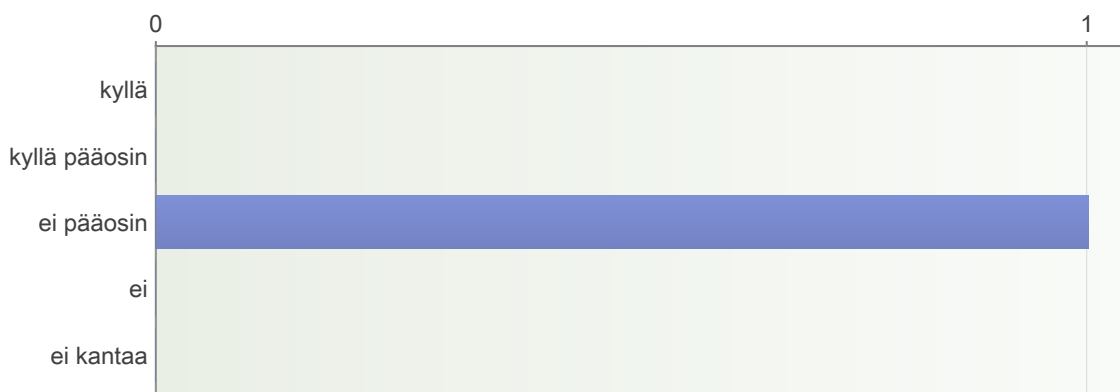 0 1
kyllä
kyllä pääosin
ei pääosin
ei
ei kantaa